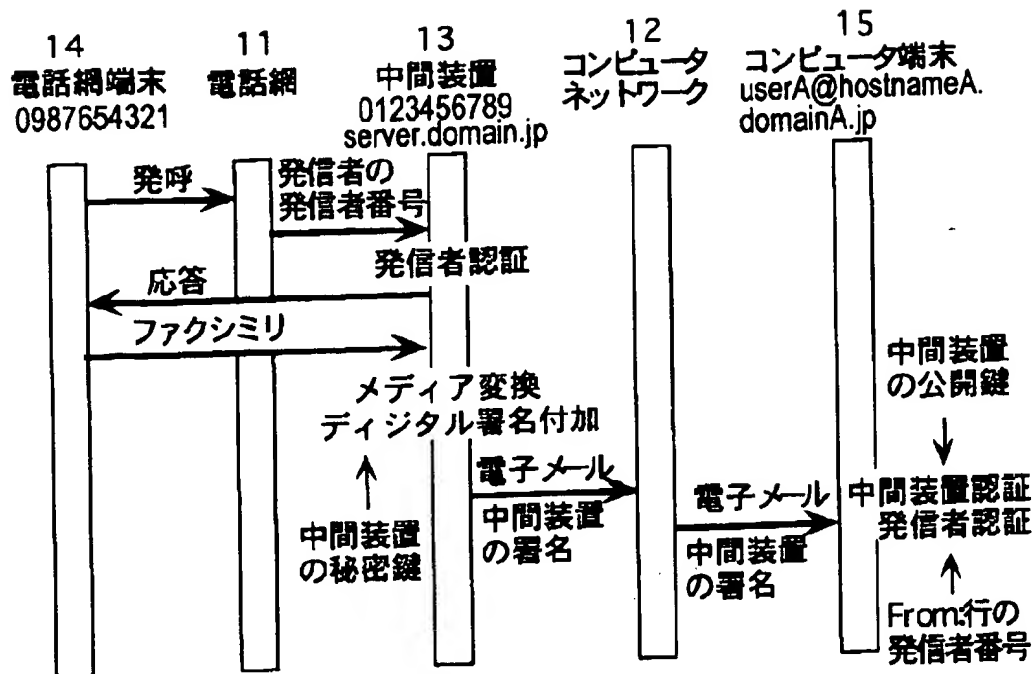 14
電話網端末
0987654321
11
電話網
13
中間装置
0123456789
server.domain.jp
12
コンピュータ
ネットワーク
15
コンピュータ端末
userA@hostnameA.
domainA.jp
発呼
発信者の
発信者番号
発信者認証
応答
ファクシミリ
メディア変換
ディジタル署名付加
中間装置
の秘密鍵
電子メール
中間装置
の署名
電子メール
中間装置
の署名
中間装置
の公開鍵
中間装置認証
発信者認証
From:行の
発信者番号